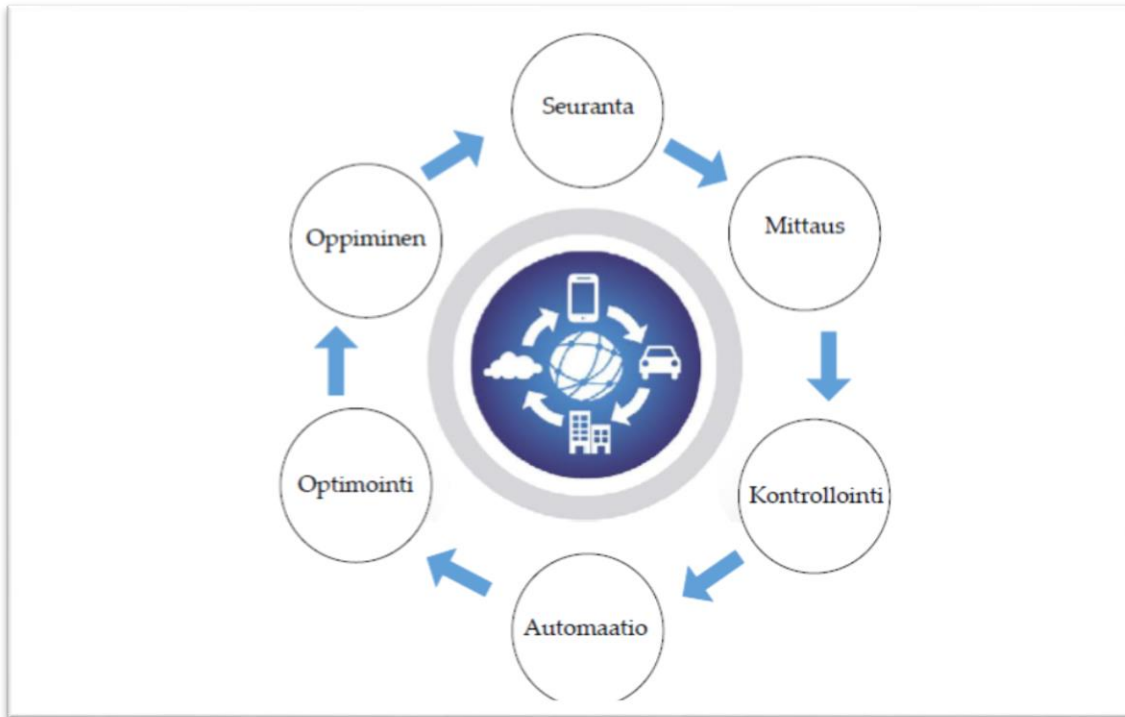 Seuranta
Mittaus
Kontrollointi
Automaatio
Optimointi
Oppiminen